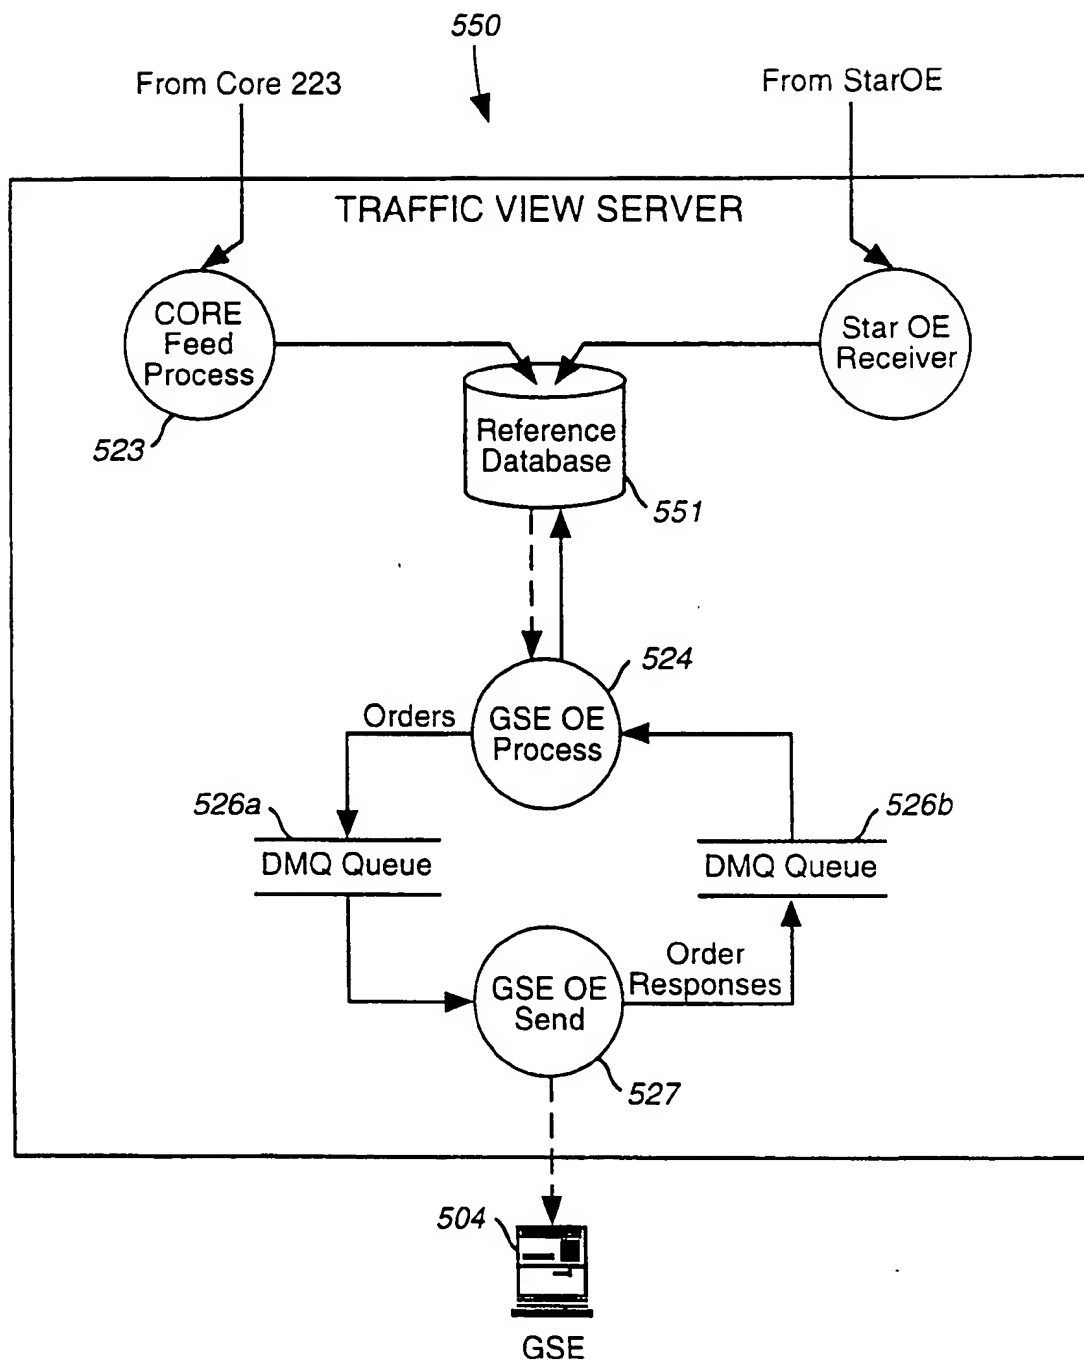 550
From Core 223
From StarOE
TRAFFIC VIEW SERVER
CORE
Feed
Process
523
Star OE
Receiver
Reference
Database
551
524
GSE OE
Process
Orders
526a
DMQ Queue
526b
DMQ Queue
GSE OE
Send
Order
Responses
527
504
GSE